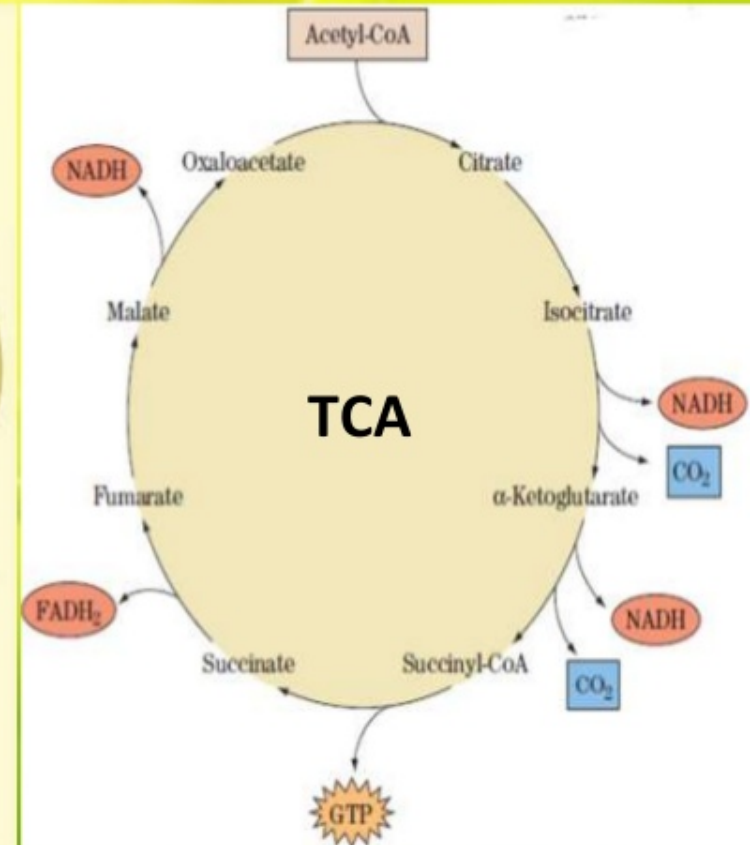 Acetyl-CoA
NADH
Oxaloacetate
Citrate
Malate
Isocitrate
TCA
NADH
CO₂
Fumarate
α-Ketoglutarate
FADH₂
NADH
Succinate
Succinyl-CoA
CO₂
GTP